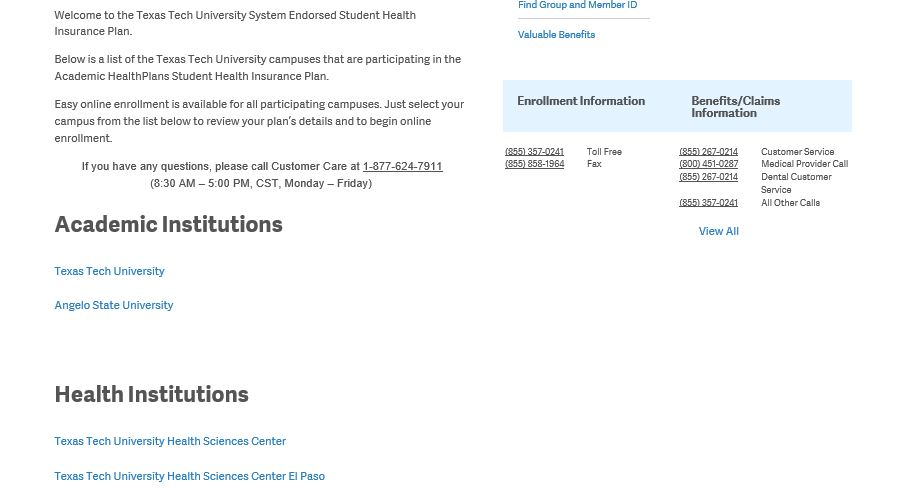 Welcome to the Texas Tech University System Endorsed Student Health
Insurance Plan.
Below is a list of the Texas Tech University campuses that are participating in the
Academic HealthPlans Student Health Insurance Plan.
Easy online enrollment is available for all participating campuses. Just select your
campus from the list below to review your plan's details and to begin online
enrollment.
If you have any questions, please call Customer Care at 1-877-624-7911
(8:30 AM – 5:00 PM, CST, Monday – Friday)
Academic Institutions
Texas Tech University
Angelo State University
Health Institutions
Texas Tech University Health Sciences Center
Texas Tech University Health Sciences Center El Paso
Find Group and Member ID
Valuable Benefits
Enrollment Information
(855) 357-0241 Toll Free
(855) 858-1964 Fax
Benefits/Claims
Information
(855) 267-0214 Customer Service
(800) 451-0287 Medical Provider Call
(855) 267-0214 Dental Customer
Service
(855) 357-0241 All Other Calls
View All